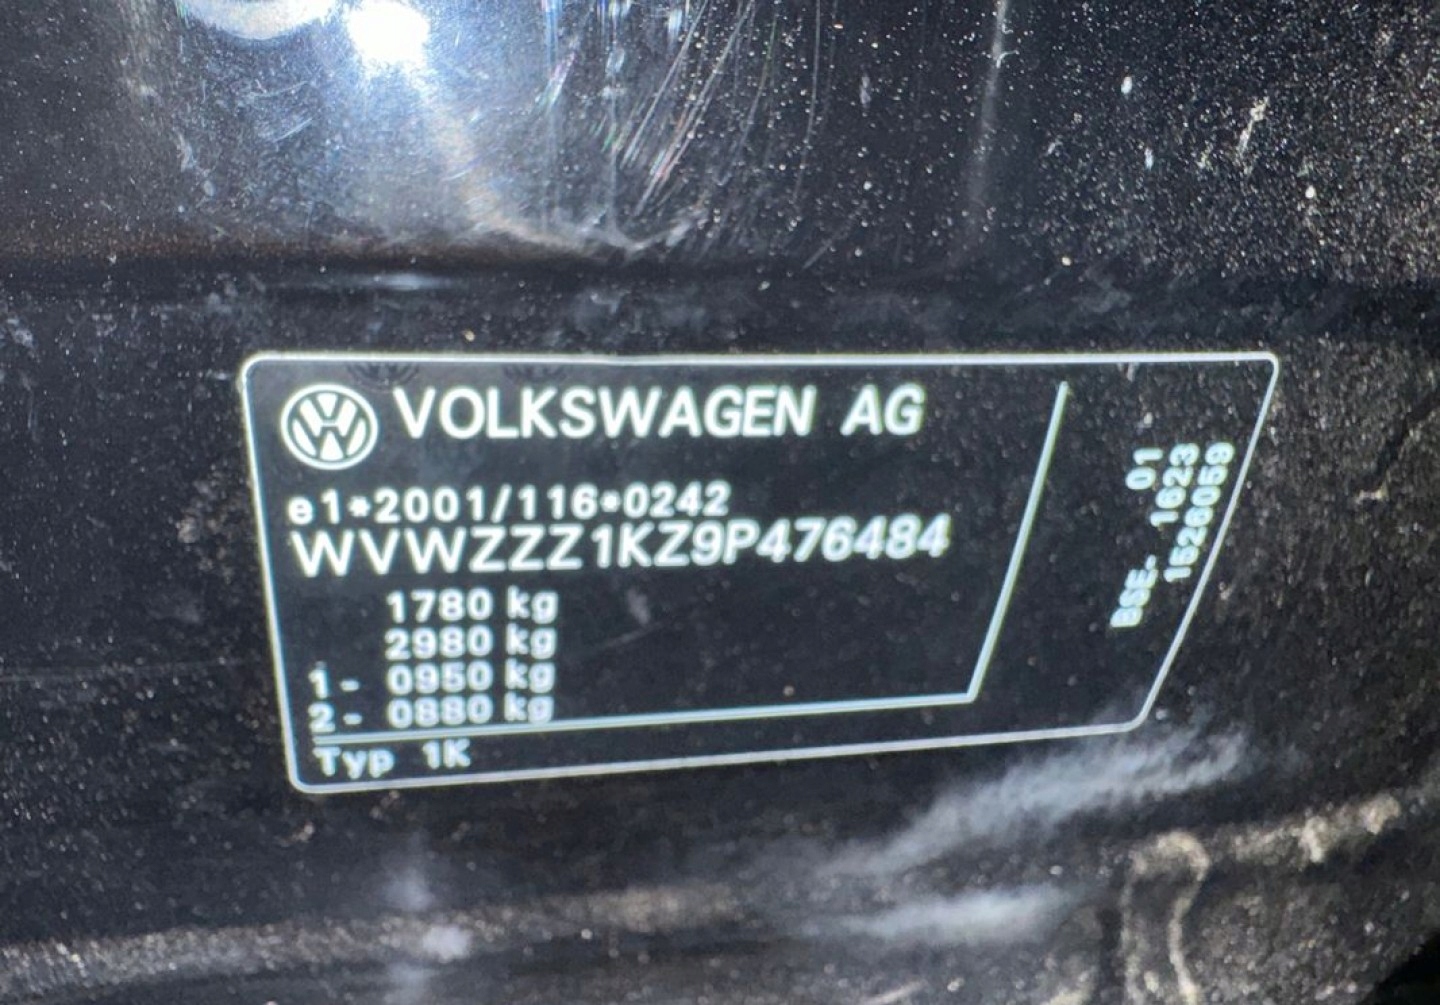 VOLKSWAGEN AG
e1*2001/116*0242
WVWZZZ1KZ9P476484
1780 kg
2980 kg
1- 0950 kg
2- 0880 kg
Typ 1K
BSE- 01
1623
1526059